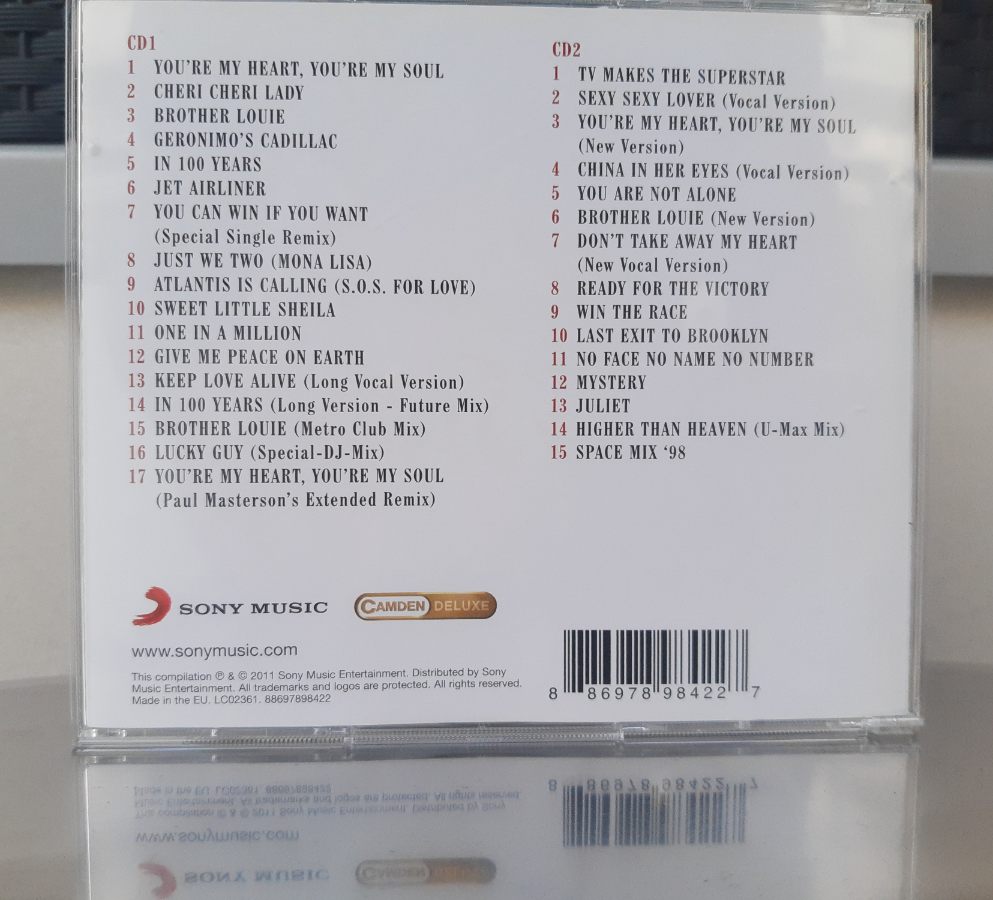 CD1
1 YOU'RE MY HEART, YOU'RE MY SOUL
2 CHERI CHERI LADY
3 BROTHER LOUIE
4 GERONIMO'S CADILLAC
5 IN 100 YEARS
6 JET AIRLINER
7 YOU CAN WIN IF YOU WANT
(Special Single Remix)
8 JUST WE TWO (MONA LISA)
9 ATLANTIS IS CALLING (S.O.S. FOR LOVE)
10 SWEET LITTLE SHEILA
11 ONE IN A MILLION
12 GIVE ME PEACE ON EARTH
13 KEEP LOVE ALIVE (Long Vocal Version)
14 IN 100 YEARS (Long Version - Future Mix)
15 BROTHER LOUIE (Metro Club Mix)
16 LUCKY GUY (Special-DJ-Mix)
17 YOU'RE MY HEART, YOU'RE MY SOUL
(Paul Masterson's Extended Remix)
CD2
1 TV MAKES THE SUPERSTAR
2 SEXY SEXY LOVER (Vocal Version)
3 YOU'RE MY HEART, YOU'RE MY SOUL
(New Version)
4 CHINA IN HER EYES (Vocal Version)
5 YOU ARE NOT ALONE
6 BROTHER LOUIE (New Version)
7 DON'T TAKE AWAY MY HEART
(New Vocal Version)
8 READY FOR THE VICTORY
9 WIN THE RACE
10 LAST EXIT TO BROOKLYN
11 NO FACE NO NAME NO NUMBER
12 MYSTERY
13 JULIET
14 HIGHER THAN HEAVEN (U-Max Mix)
15 SPACE MIX ‘98
SONY MUSIC
CAMDEN DELUXE
www.sonymusic.com
This compilation ℗ & © 2011 Sony Music Entertainment. Distributed by Sony
Music Entertainment. All trademarks and logos are protected. All rights reserved.
Made in the EU. LC02361. 88697898422
8 86978 98422 7